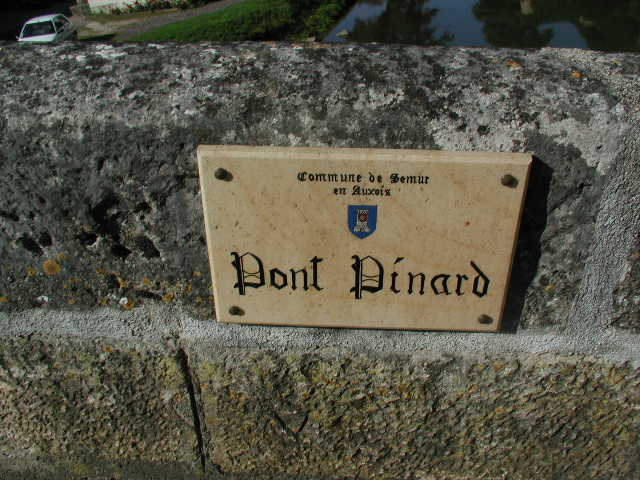 Commune de Semur
en Auxois
Pont Pinard